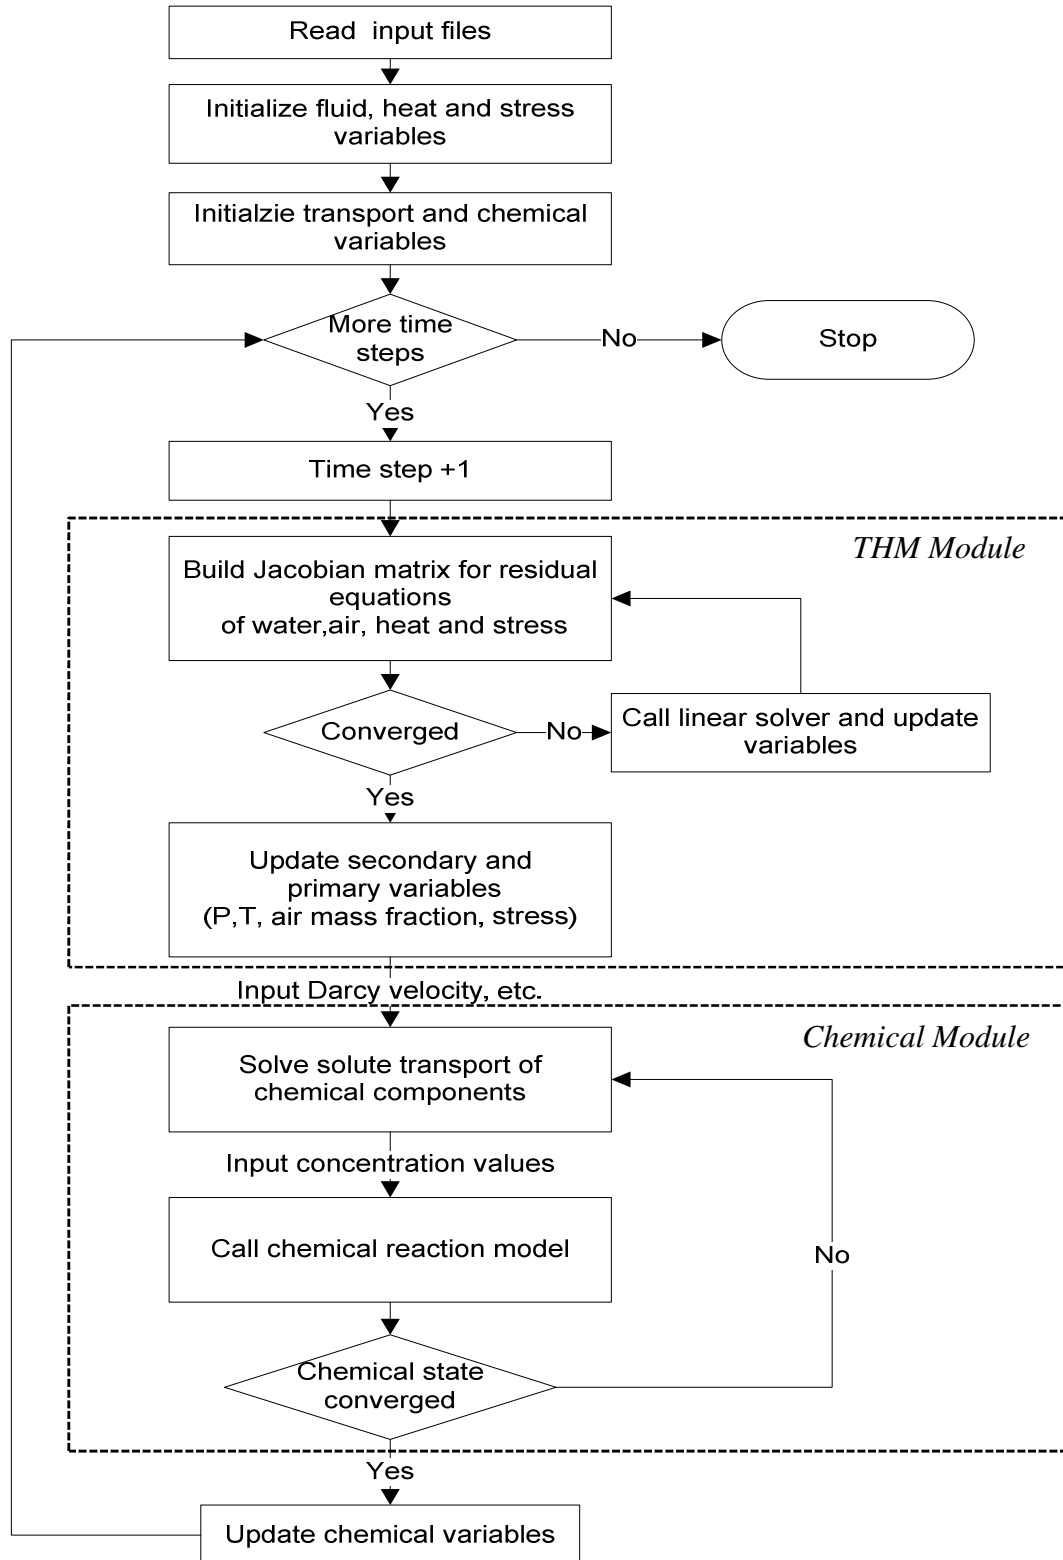 Read input files
Initialize fluid, heat and stress
variables
Initialzie transport and chemical
variables
More time
steps
No
Stop
Yes
Time step +1
THM Module
Build Jacobian matrix for residual
equations
of water,air, heat and stress
Converged
No
Call linear solver and update
variables
Yes
Update secondary and
primary variables
(P,T, air mass fraction, stress)
Input Darcy velocity, etc.
Chemical Module
Solve solute transport of
chemical components
Input concentration values
Call chemical reaction model
No
Chemical state
converged
Yes
Update chemical variables